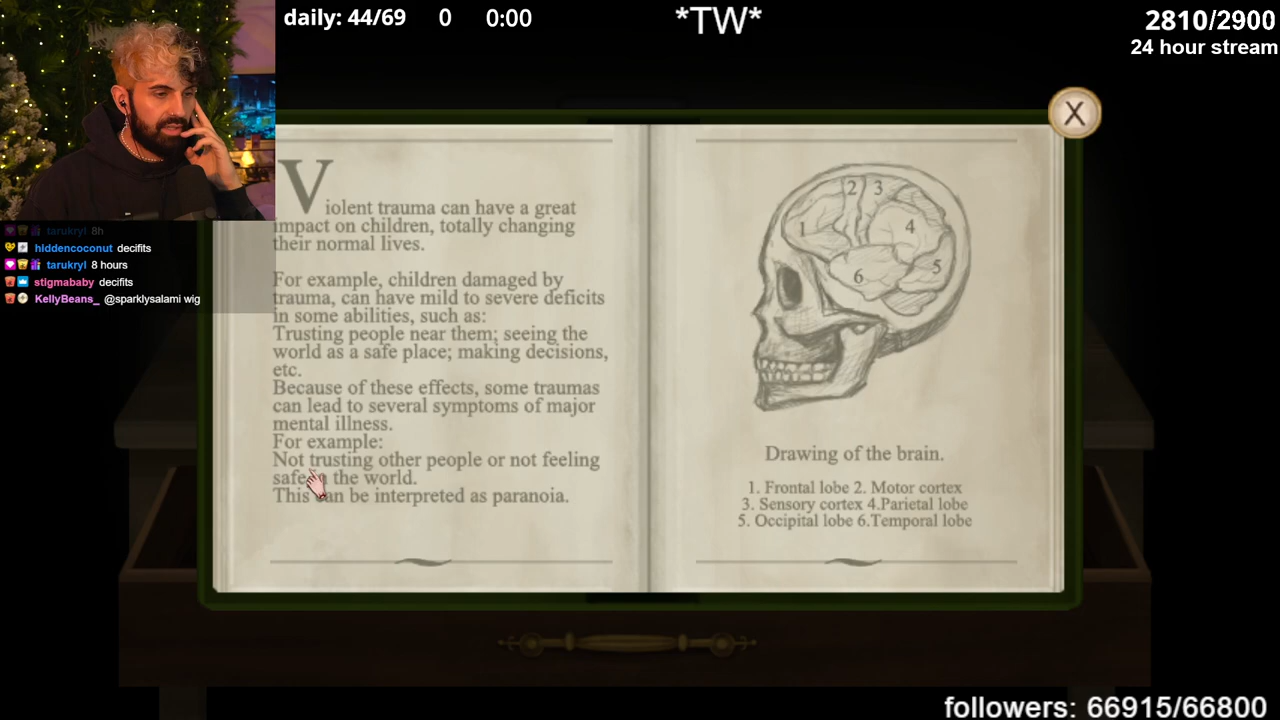 daily: 44/69 0 0:00
*TW*
2810/2900
24 hour stream
X
tarukryl 8h
hiddencoconut decifits
tarukryl 8 hours
stigmababy decifits
KellyBeans_ @sparklysalami wig
Violent trauma can have a great
impact on children, totally changing
their normal lives.
For example, children damaged by
trauma, can have mild to severe deficits
in some abilities, such as:
Trusting people near them; seeing the
world as a safe place; making decisions,
etc.
Because of these effects, some traumas
can lead to several symptoms of major
mental illness.
For example:
Not trusting other people or not feeling
safe the world.
This can be interpreted as paranoia.
1
2
3
4
5
6
Drawing of the brain.
1. Frontal lobe 2. Motor cortex
3. Sensory cortex 4.Parietal lobe
5. Occipital lobe 6.Temporal lobe
followers: 66915/66800